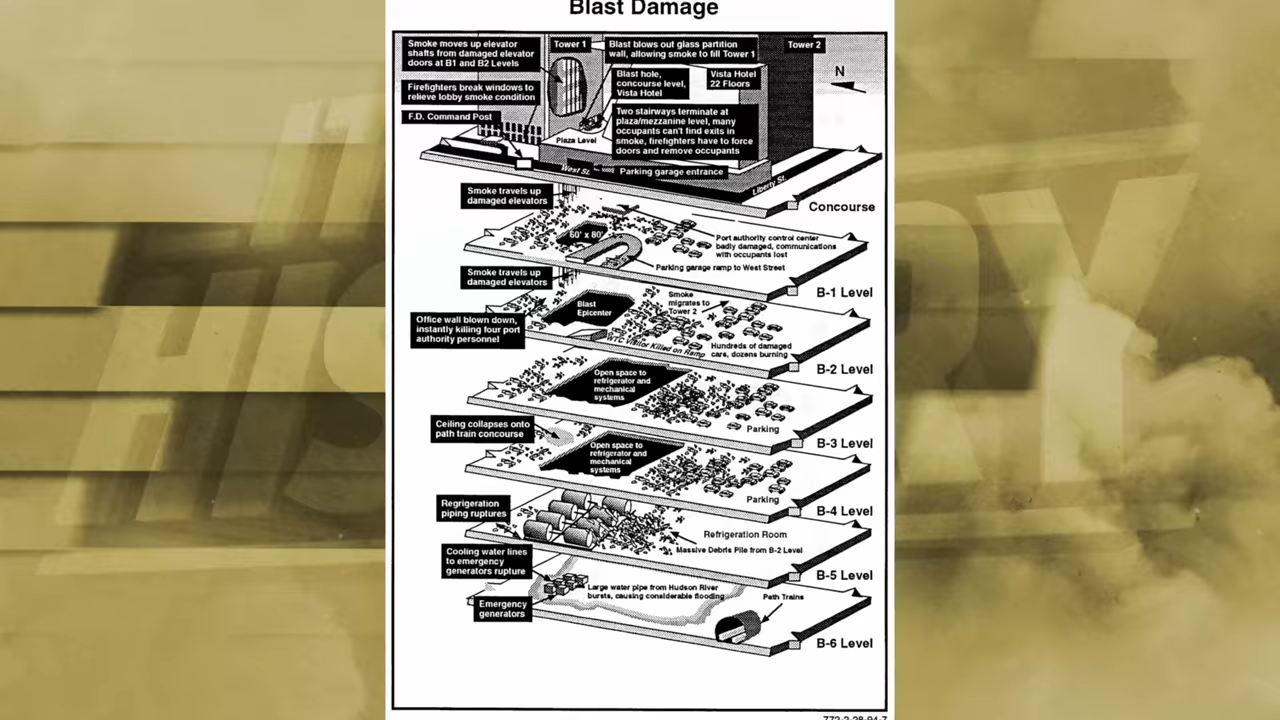 Blast Damage
Smoke moves up elevator
shafts from damaged elevator
doors at B1 and B2 Levels
Tower 1
Blast blows out glass partition
wall, allowing smoke to fill Tower 1
Tower 2
N
Blast hole,
concourse level,
Vista Hotel
Vista Hotel
22 Floors
Firefighters break windows to
relieve lobby smoke condition
F.D. Command Post
Two stairways terminate at
plaza/mezzanine level, many
occupants can't find exits in
smoke, firefighters have to force
doors and remove occupants
Plaza Level
West St.
Parking garage entrance
Liberty St.
Concourse
Smoke travels up
damaged elevators
60' x 80'
Port authority control center
badly damaged, communications
with occupants lost
Parking garage ramp to West Street
B-1 Level
Smoke travels up
damaged elevators
Blast
Epicenter
Smoke
migrates to
Tower 2
Office wall blown down,
instantly killing four port
authority personnel
WTC Visitor Killed on Ramp
Hundreds of damaged
cars, dozens burning
B-2 Level
Open space to
refrigerator and
mechanical
systems
Parking
B-3 Level
Ceiling collapses onto
path train concourse
Open space to
refrigerator and
mechanical
systems
Parking
B-4 Level
Regrigeration
piping ruptures
Refrigeration Room
Massive Debris Pile from B-2 Level
B-5 Level
Cooling water lines
to emergency
generators rupture
Large water pipe from Hudson River
bursts, causing considerable flooding
Path Trains
Emergency
generators
B-6 Level
772-2-28-94-7